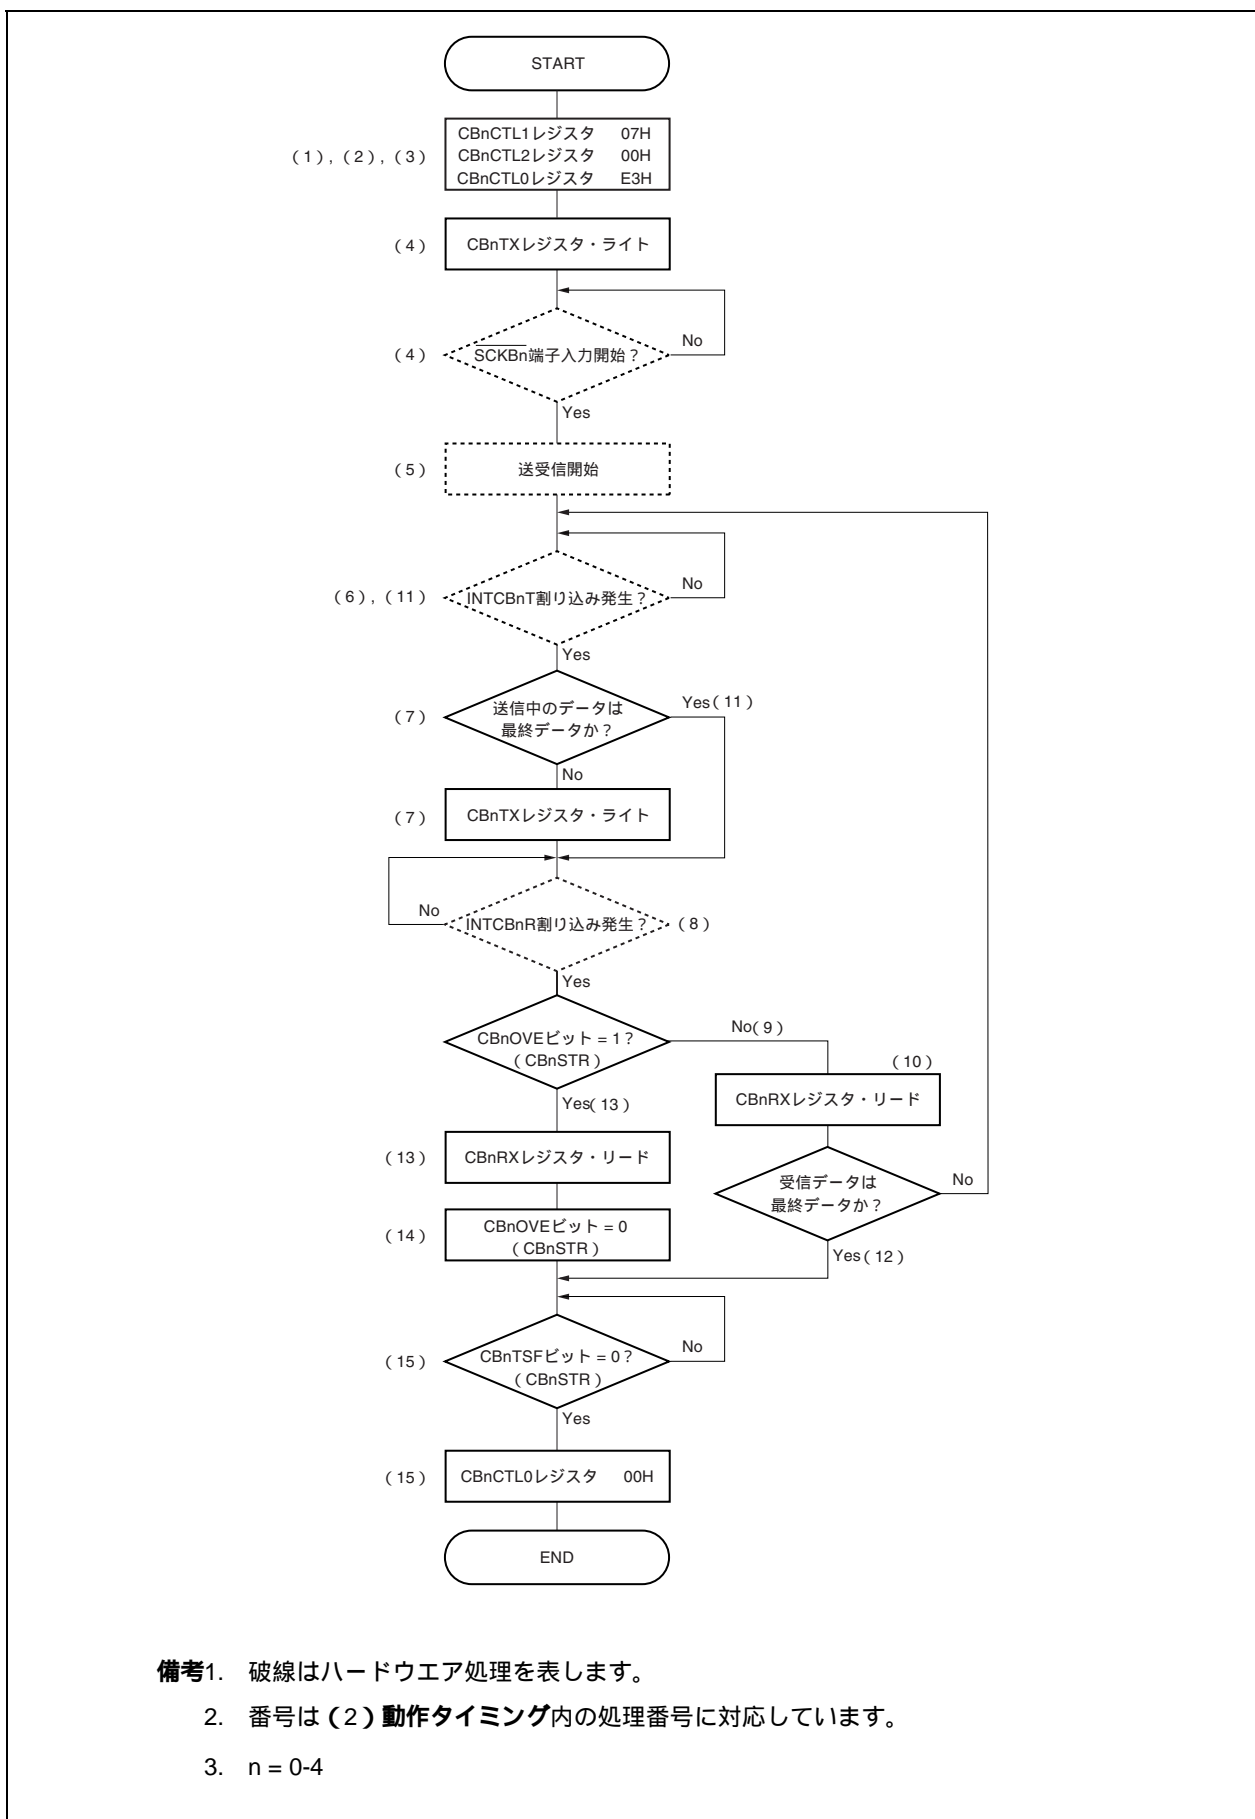 START
CBnCTL1レジスタ 07H
(1), (2), (3) CBnCTL2レジスタ 00H
CBnCTL0レジスタ E3H
(4) CBnTXレジスタ・ライト
(4) SCKBn端子入力開始？ No
Yes
(5) 送受信開始
(6), (11) INTCBnT割り込み発生？ No
Yes
(7) 送信中のデータは Yes(11)
最終データか？
No
(7) CBnTXレジスタ・ライト
No INTCBnR割り込み発生？ (8)
Yes
CBnOVEビット = 1？ No(9)
(CBnSTR)
(10)
CBnRXレジスタ・リード
Yes(13)
(13) CBnRXレジスタ・リード
受信データは No
最終データか？
(14) CBnOVEビット = 0
(CBnSTR)
Yes(12)
(15) CBnTSFビット = 0？ No
(CBnSTR)
Yes
(15) CBnCTL0レジスタ 00H
END
備考1. 破線はハードウエア処理を表します。
2. 番号は(2)動作タイミング内の処理番号に対応しています。
3. n = 0-4